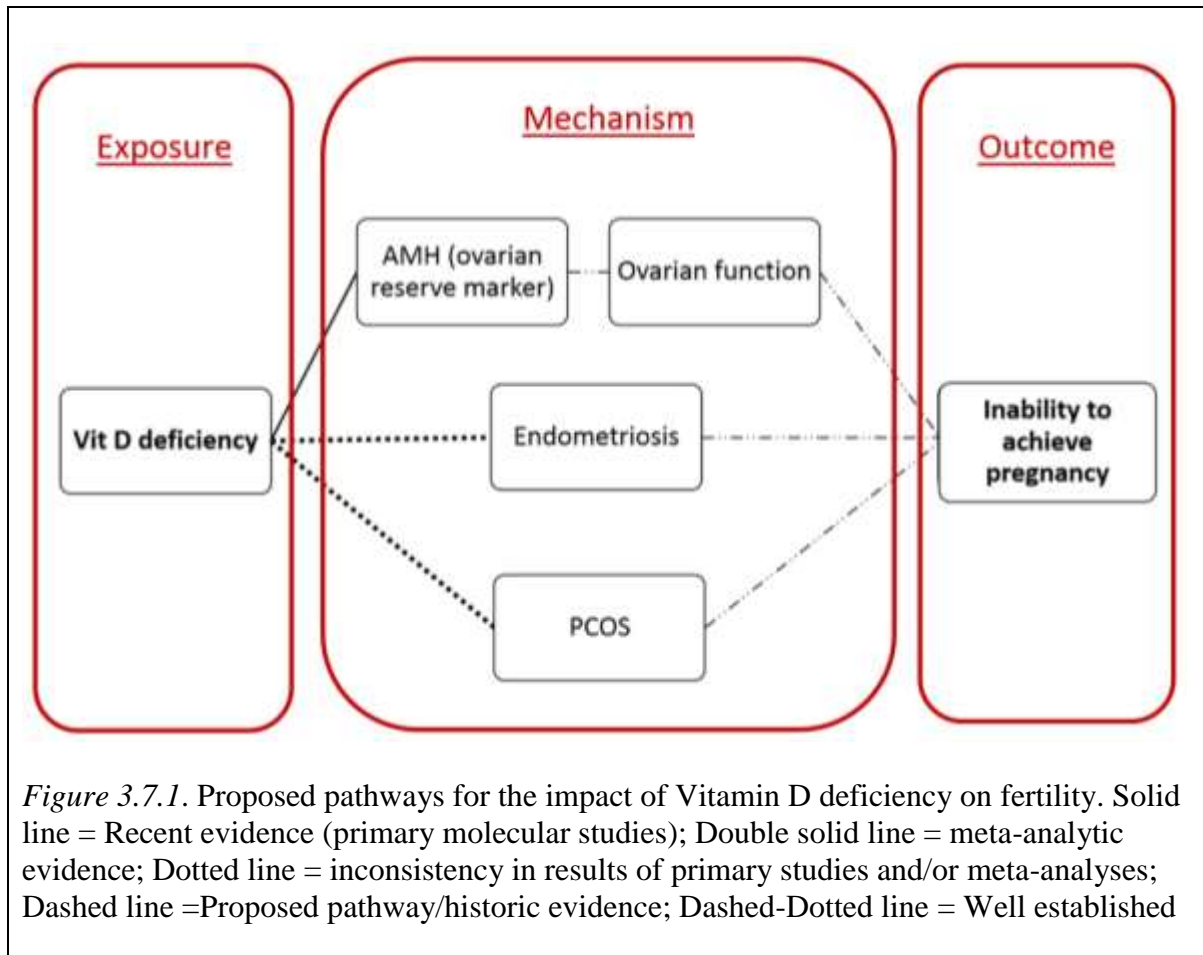 Exposure
Mechanism
Outcome
AMH (ovarian
reserve marker)
Ovarian function
Vit D deficiency
Endometriosis
Inability to
achieve
pregnancy
PCOS
Figure 3.7.1. Proposed pathways for the impact of Vitamin D deficiency on fertility. Solid
line = Recent evidence (primary molecular studies); Double solid line = meta-analytic
evidence; Dotted line = inconsistency in results of primary studies and/or meta-analyses;
Dashed line =Proposed pathway/historic evidence; Dashed-Dotted line = Well established